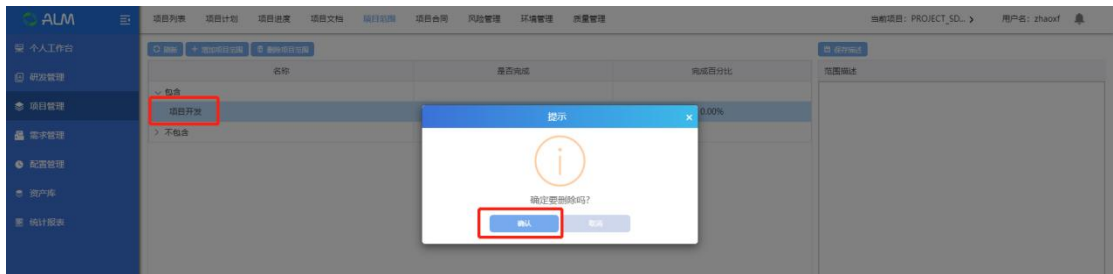 ALM
项目列表 项目计划 项目进度 项目文档 项目范围 项目合同 风险管理 环境管理 质量管理 当前项目: PROJECT_SD... 用户名: zhaoxf
个人工作台
研发管理
项目管理
需求管理
配置管理
资产库
统计报表
刷新 + 增加项目范围 删除项目范围 保存描述
名称 是否完成 完成百分比 范围描述
包含
项目开发 0.00%
不包含
提示 ×
确定要删除吗?
确认 取消